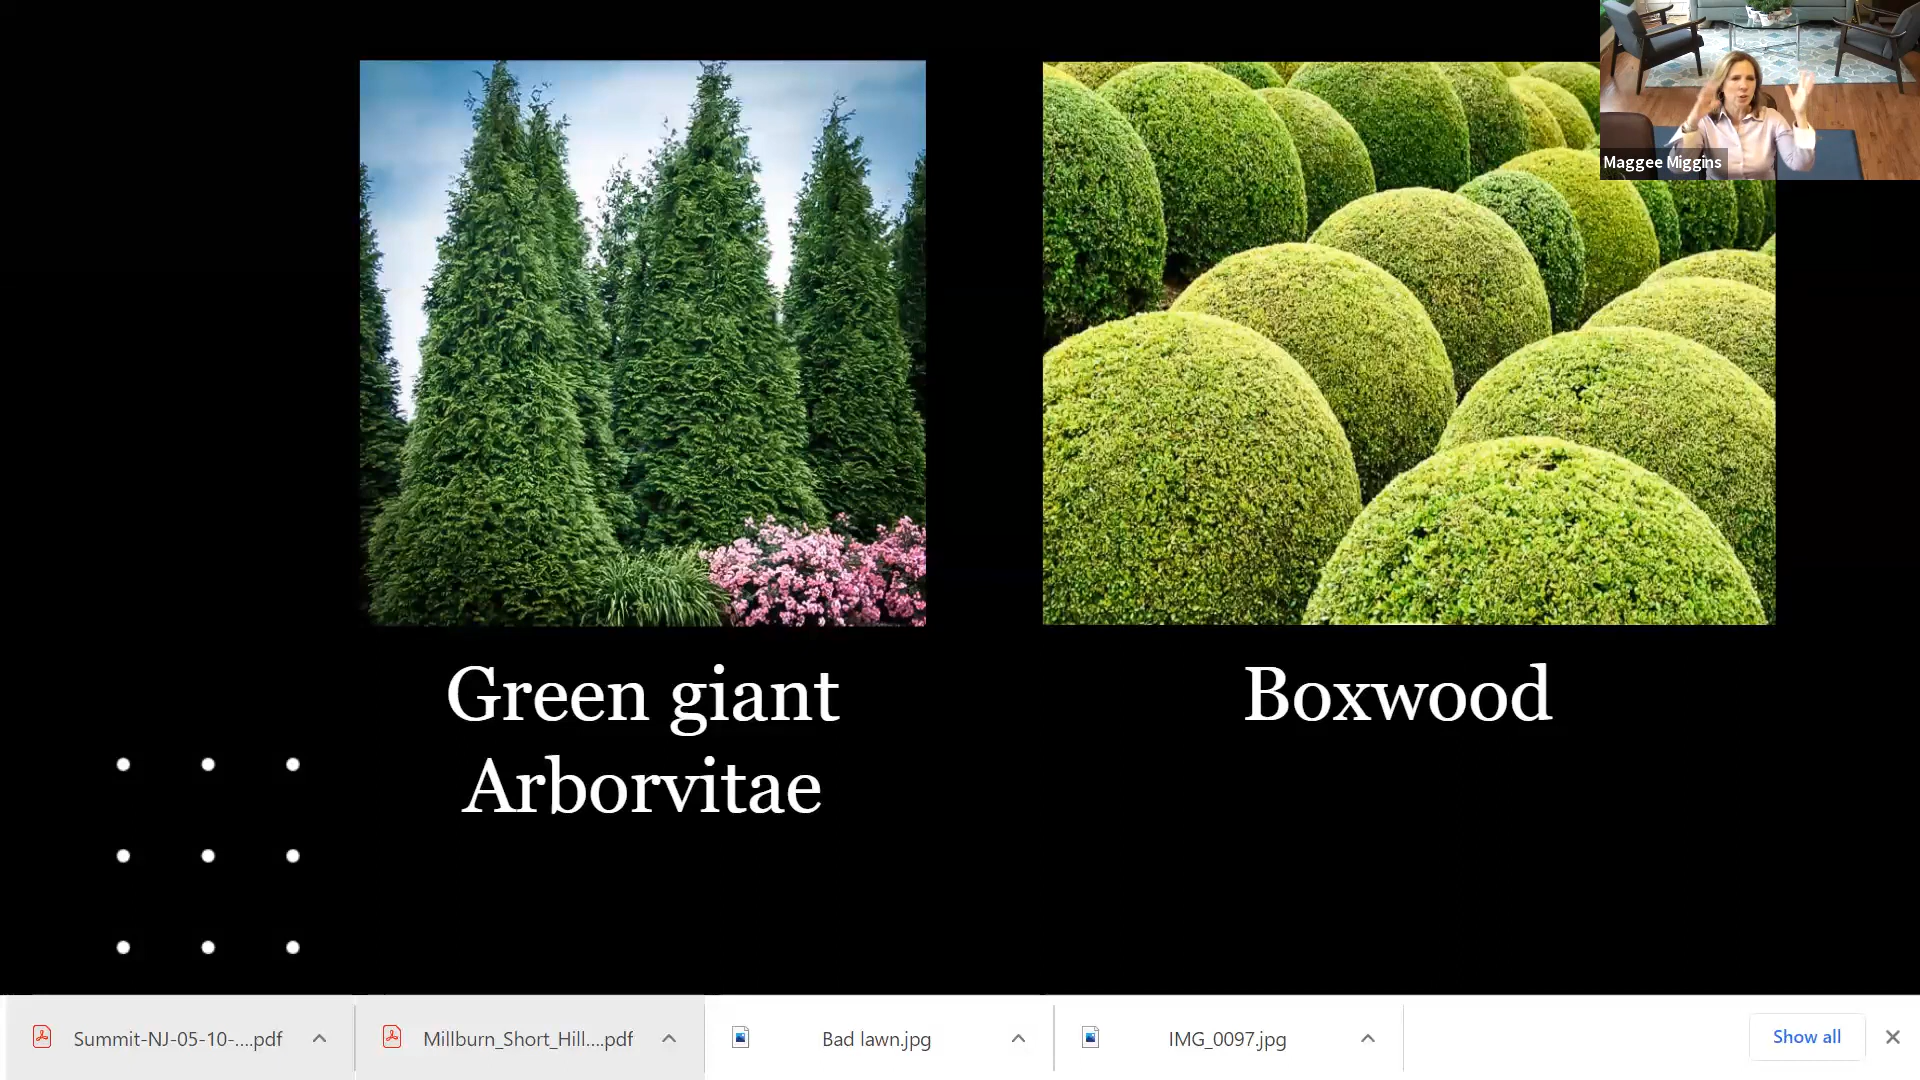 Maggee Miggins
Green giant
Arborvitae
Boxwood
Summit-NJ-05-10-....pdf
Millburn_Short_Hill....pdf
Bad lawn.jpg
IMG_0097.jpg
Show all